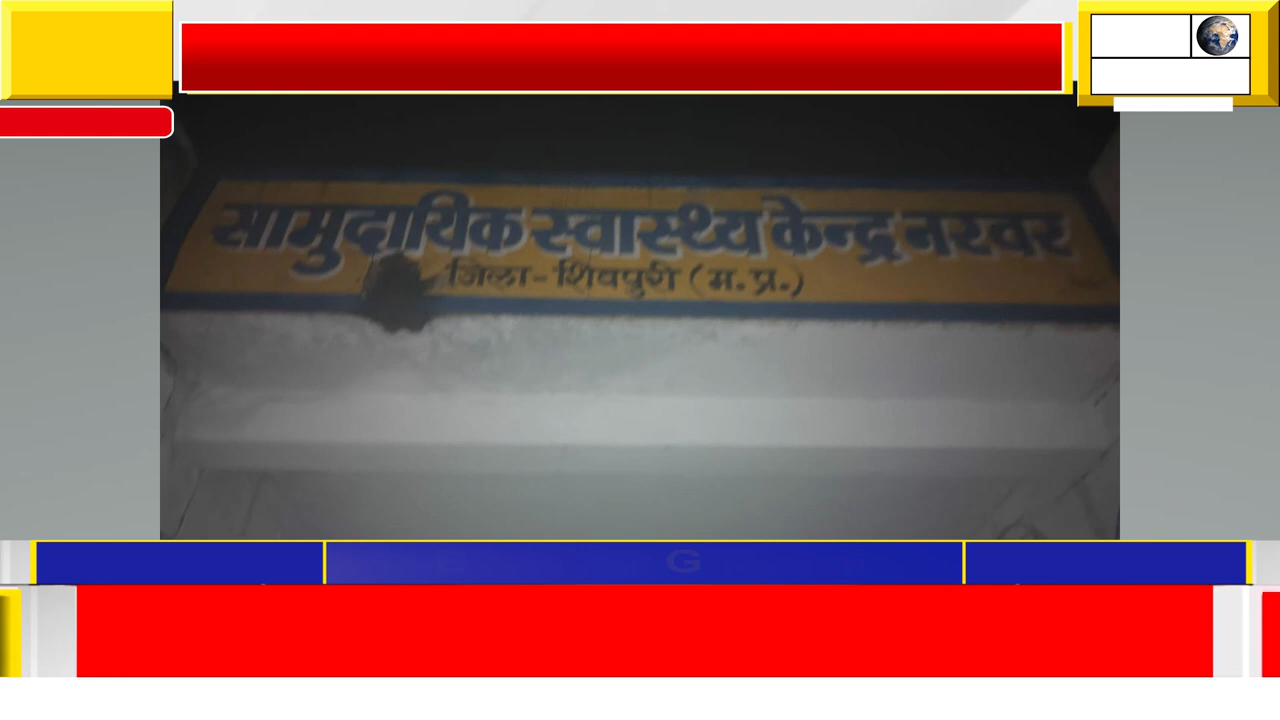 सामुदायिक स्वास्थ्य केन्द्र नरवर
जिला-शिवपुरी (म.प्र.)
G